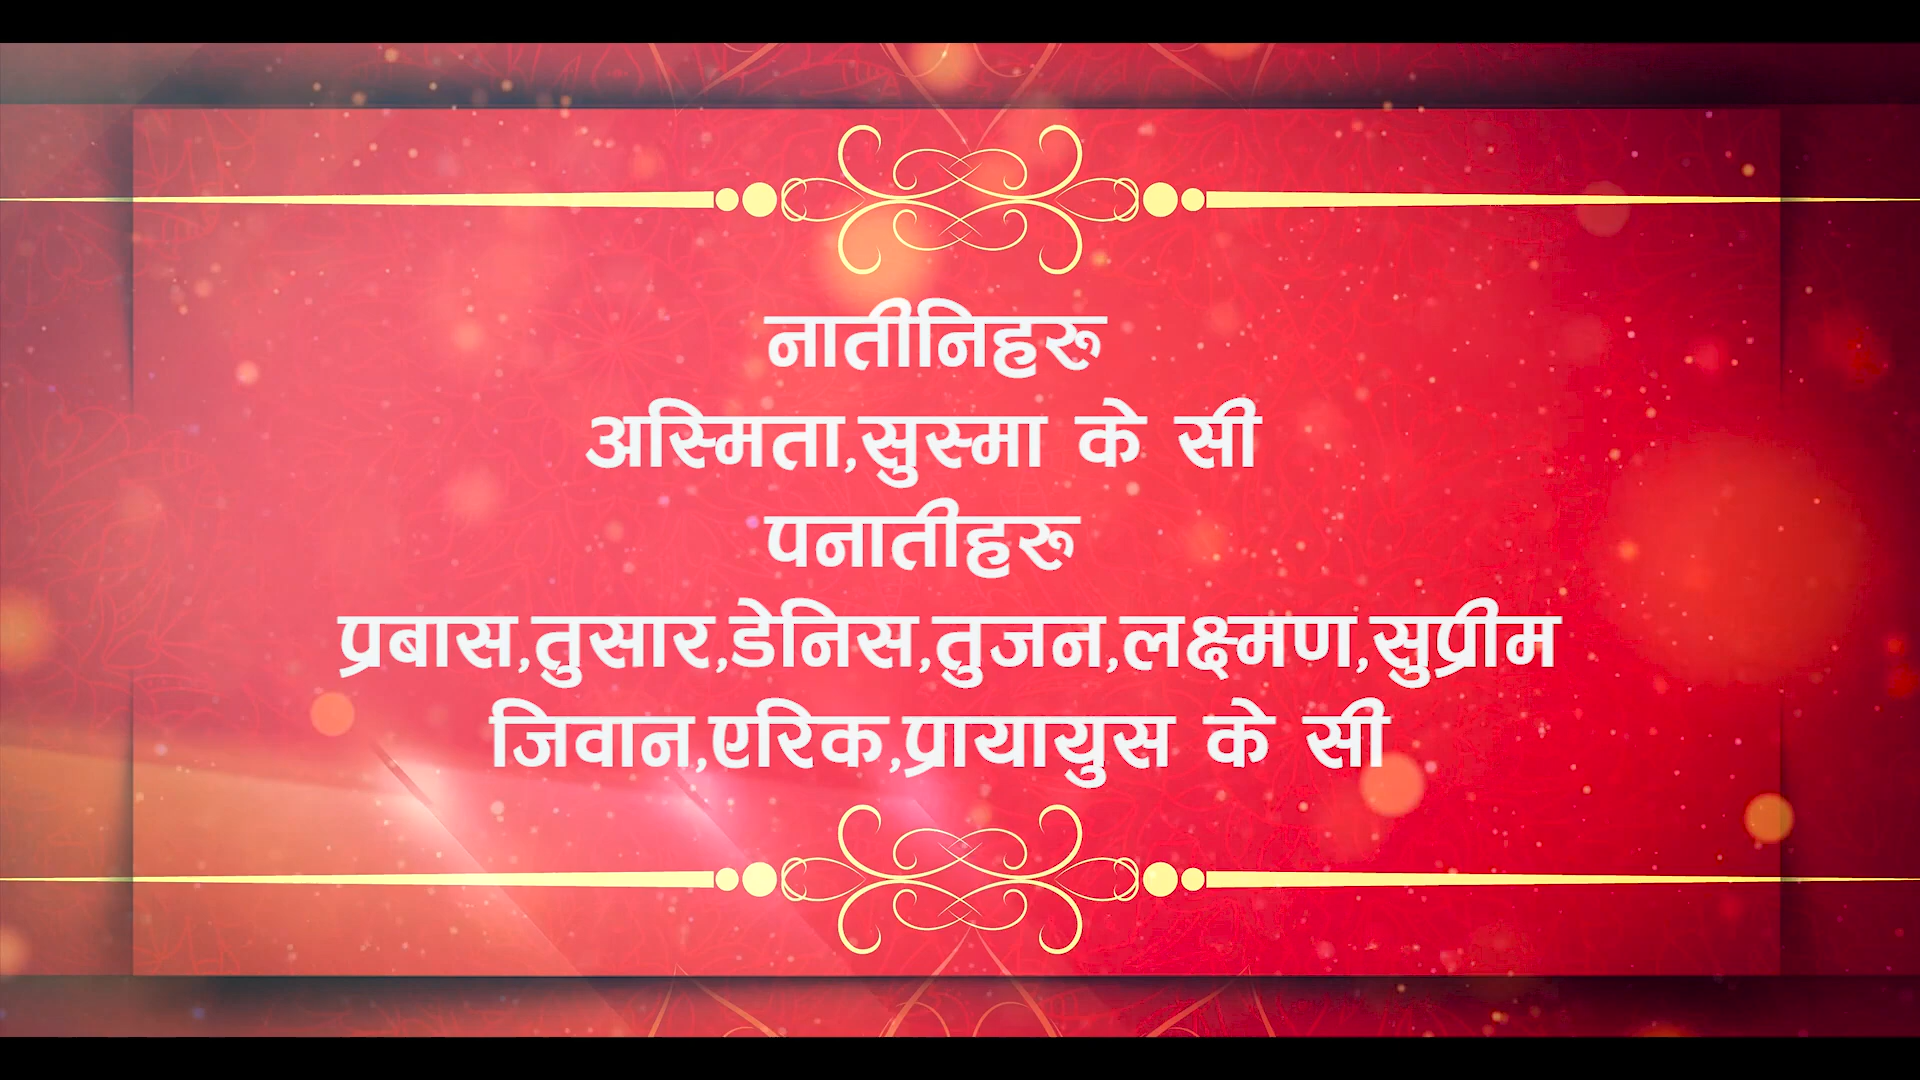 नातीनिहरू
अस्मिता,सुस्मा के सी
पनातीहरू
प्रबास,तुसार,डेनिस,तुजन,लक्ष्मण,सुप्रीम
जिवान,एरिक,प्रायायुस के सी